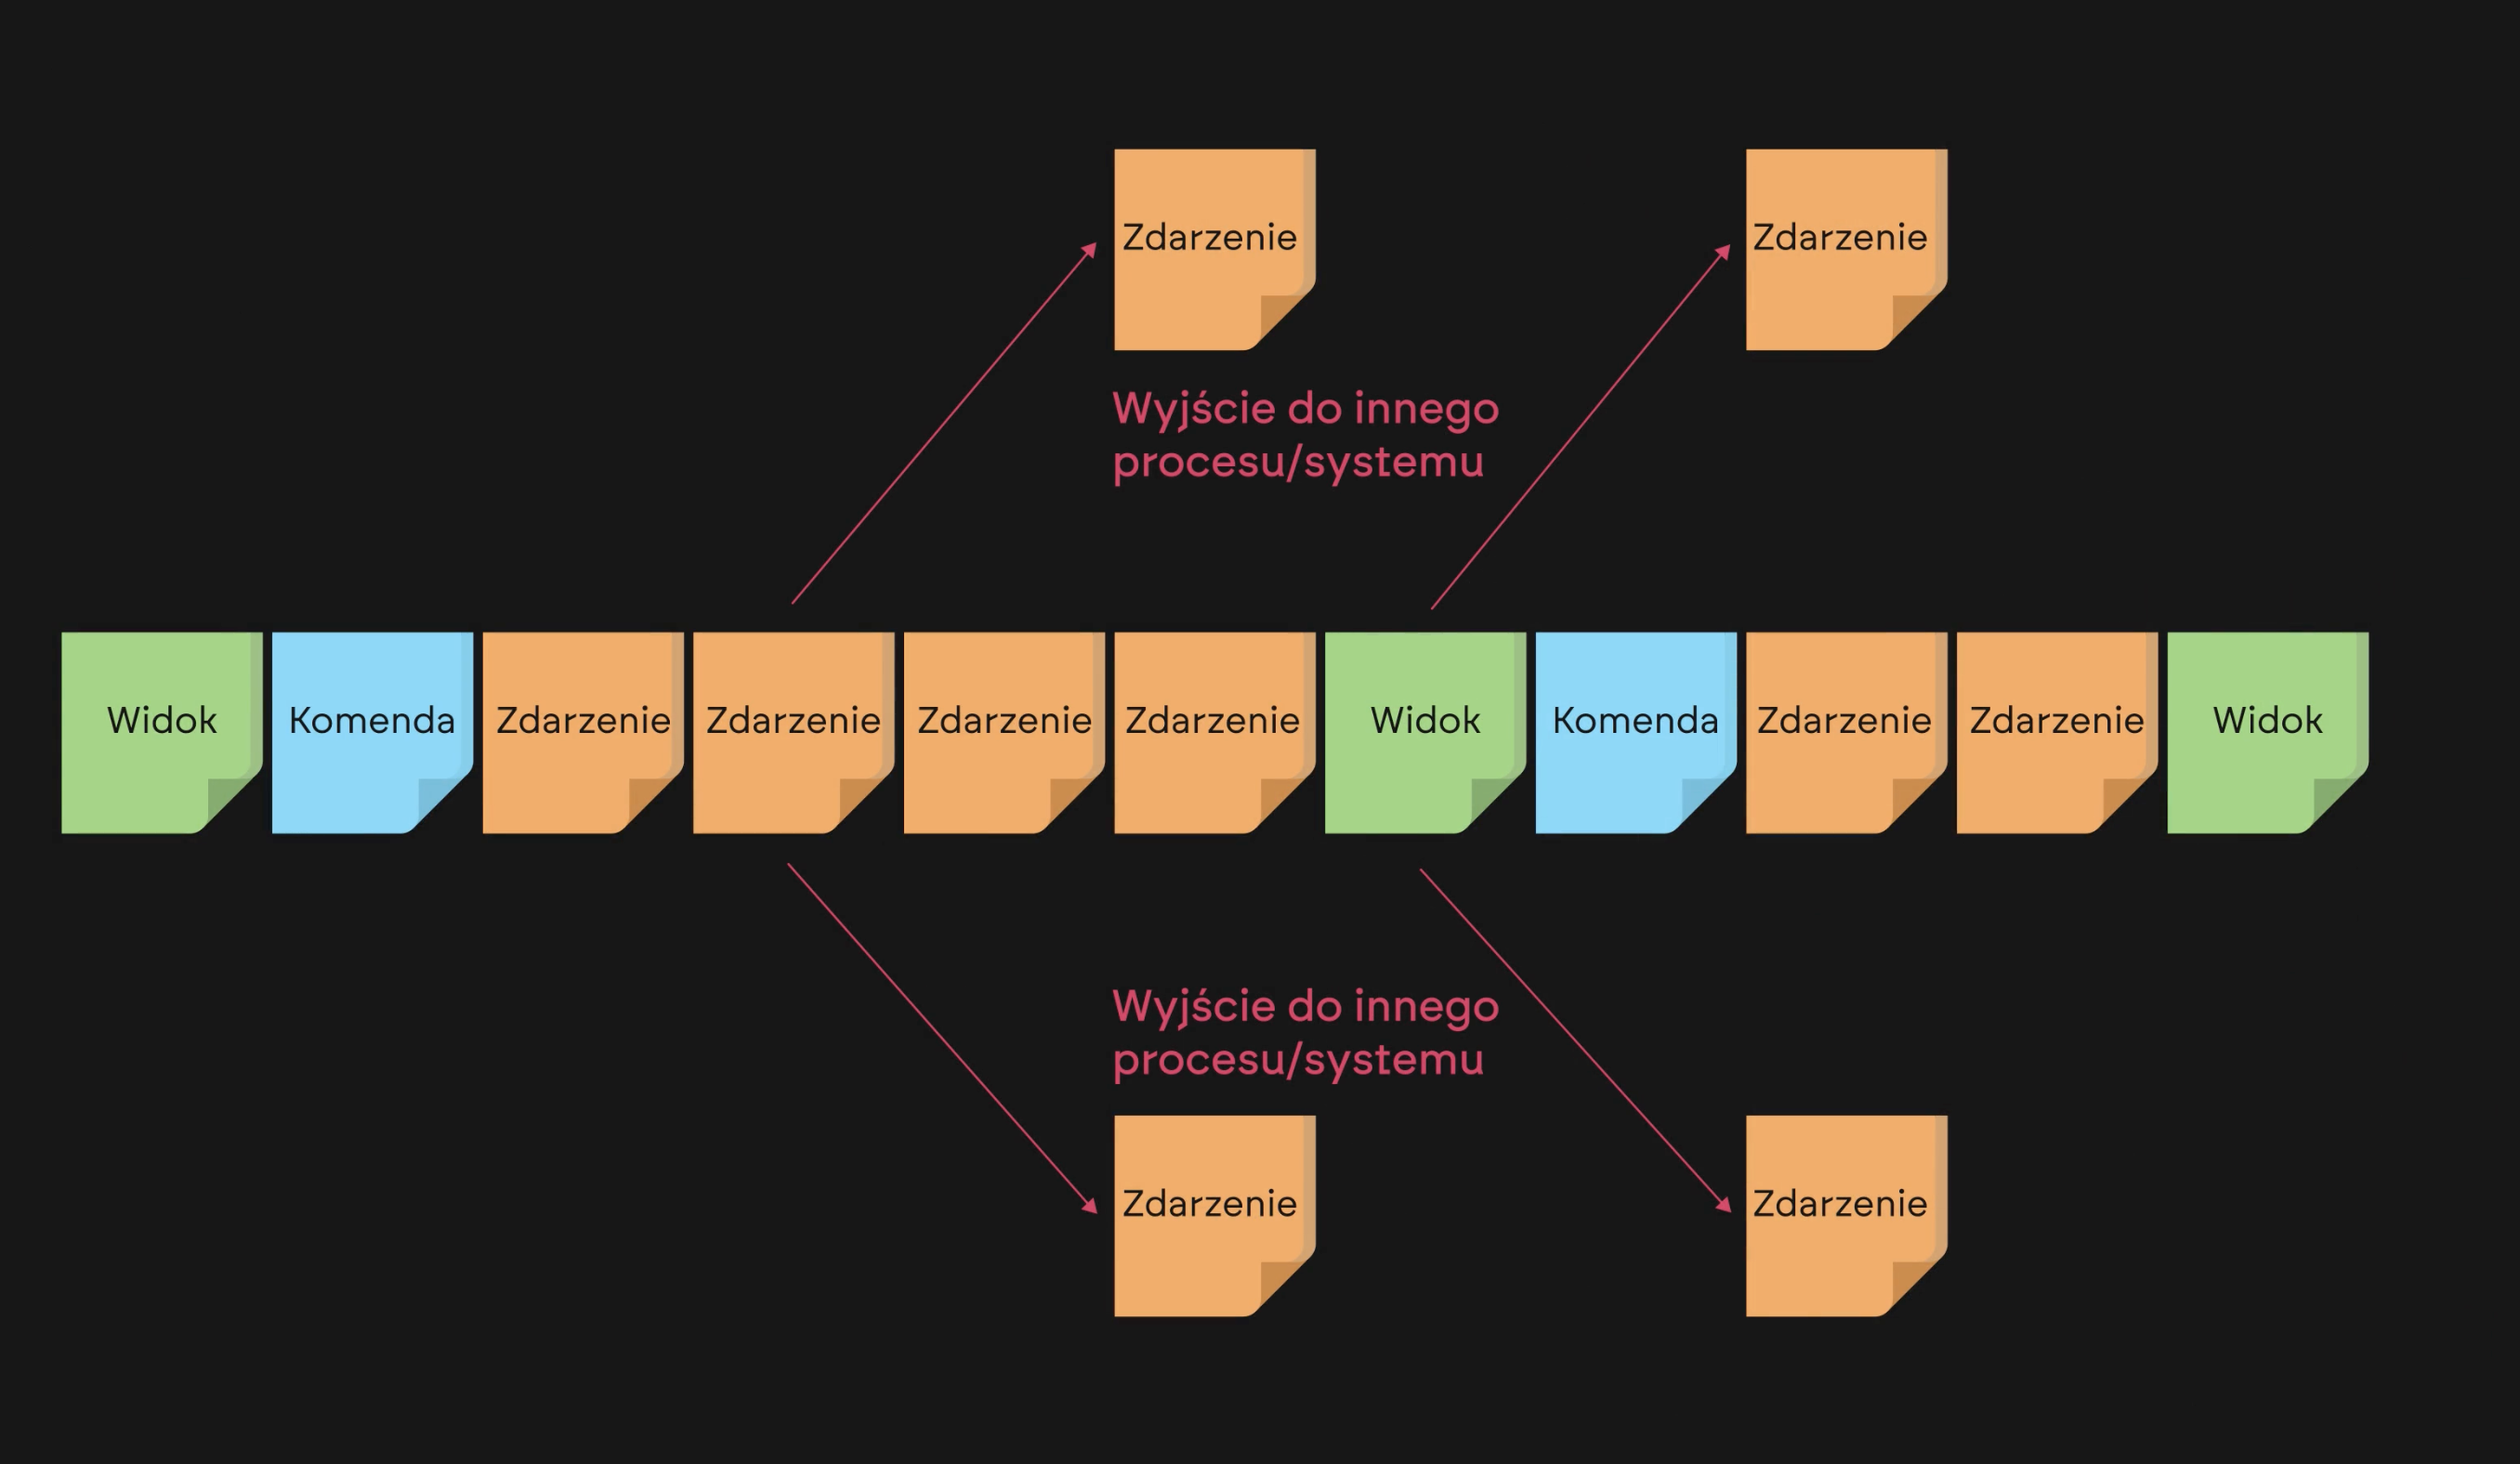 Zdarzenie
Zdarzenie
Wyjście do innego
procesu/systemu
Widok
Komenda
Zdarzenie
Zdarzenie
Zdarzenie
Zdarzenie
Widok
Komenda
Zdarzenie
Zdarzenie
Widok
Wyjście do innego
procesu/systemu
Zdarzenie
Zdarzenie